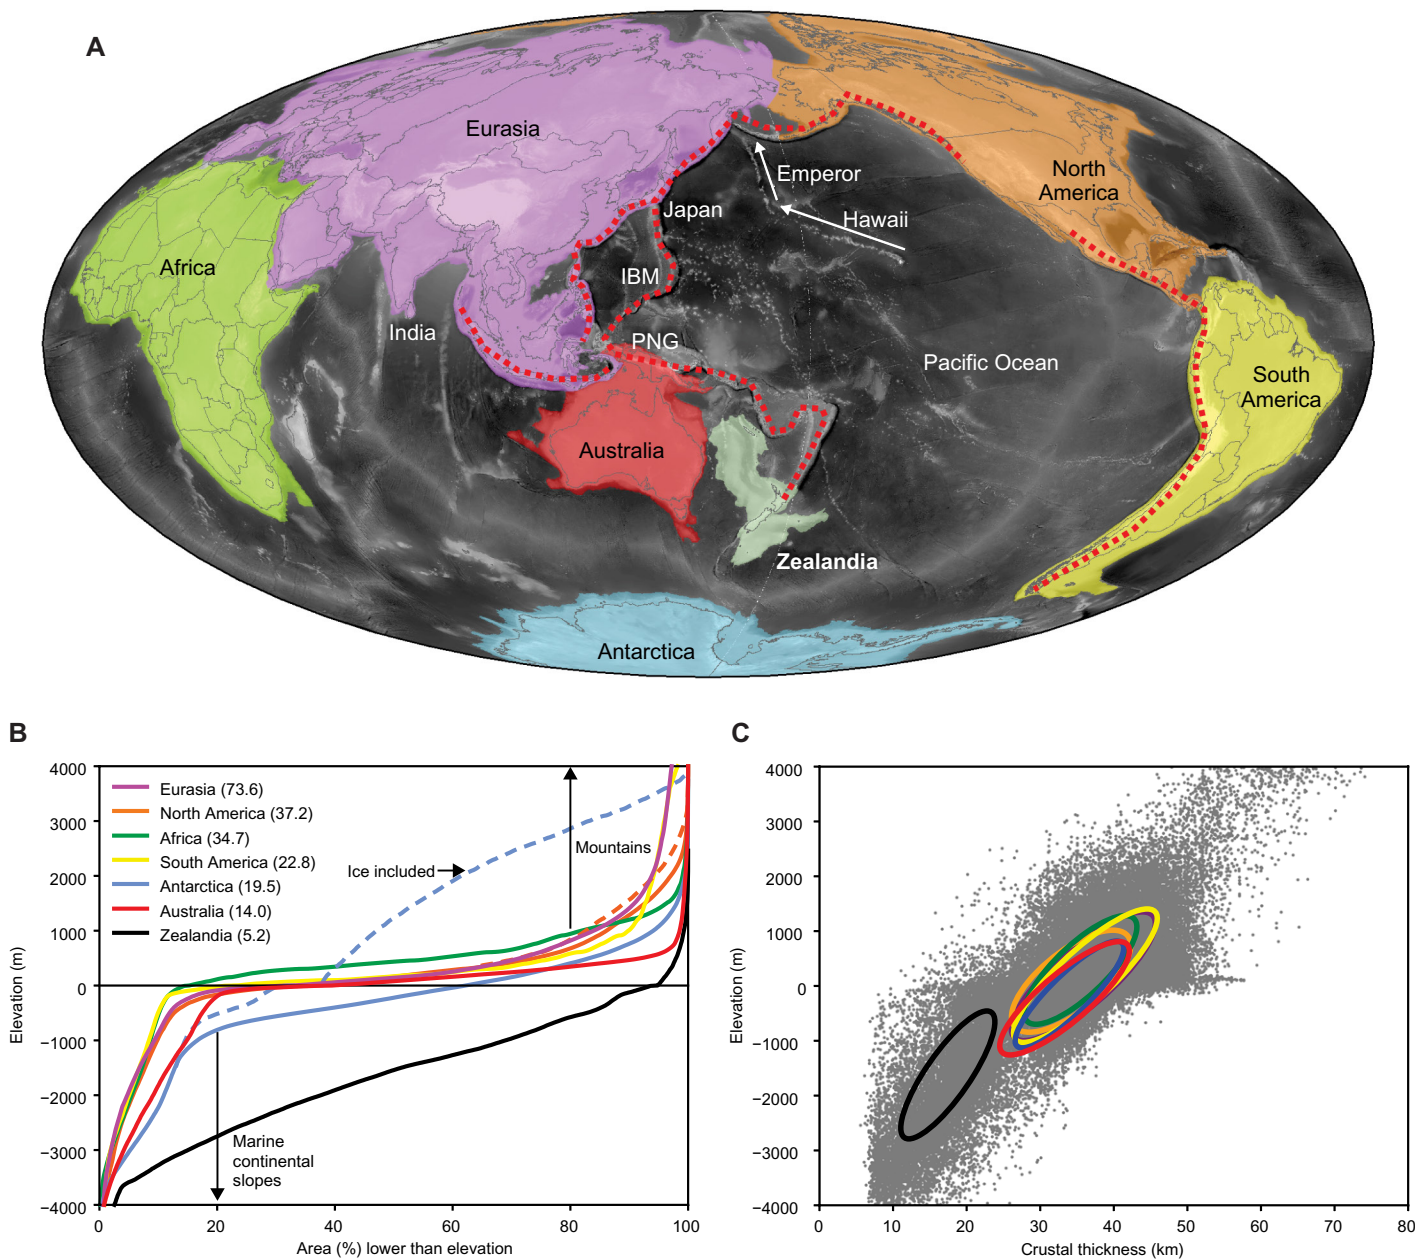 A
Eurasia
North
America
Emperor
Hawaii
Japan
Africa
IBM
India
PNG
Pacific Ocean
South
America
Australia
Zealandia
Antarctica
B
4000
3000
2000
1000
0
−1000
−2000
−3000
−4000
Elevation (m)
Eurasia (73.6)
North America (37.2)
Africa (34.7)
South America (22.8)
Antarctica (19.5)
Australia (14.0)
Zealandia (5.2)
Ice included
Mountains
Marine
continental
slopes
0 20 40 60 80 100
Area (%) lower than elevation
C
4000
3000
2000
1000
0
−1000
−2000
−3000
−4000
Elevation (m)
0 10 20 30 40 50 60 70 80
Crustal thickness (km)